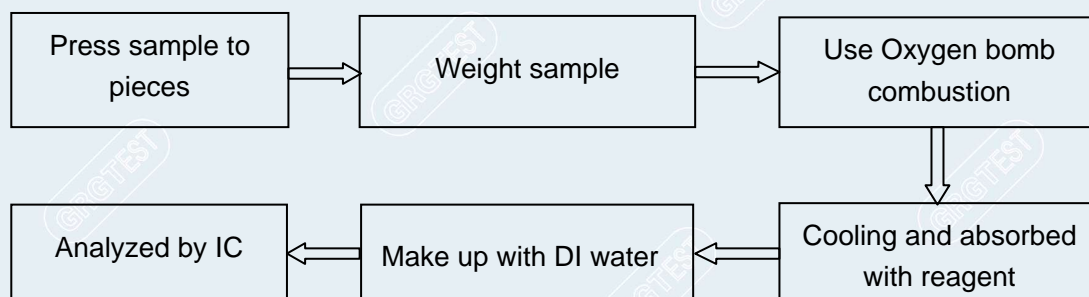 GRGTEST
Press sample to
pieces
Weight sample
Use Oxygen bomb
combustion
GRGTEST
GRGTEST
GRGTEST
Cooling and absorbed
with reagent
Make up with DI water
Analyzed by IC
GRGTEST